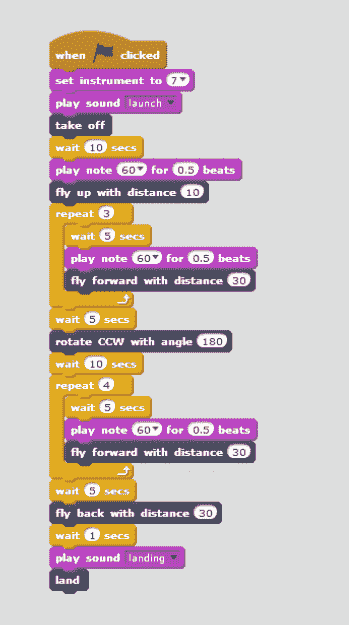 when clicked
set instrument to 7
play sound launch
take off
wait 10 secs
play note 60 for 0.5 beats
fly up with distance 10
repeat 3
wait 5 secs
play note 60 for 0.5 beats
fly forward with distance 30
wait 5 secs
rotate CCW with angle 180
wait 10 secs
repeat 4
wait 5 secs
play note 60 for 0.5 beats
fly forward with distance 30
wait 5 secs
fly back with distance 30
wait 1 secs
play sound landing
land